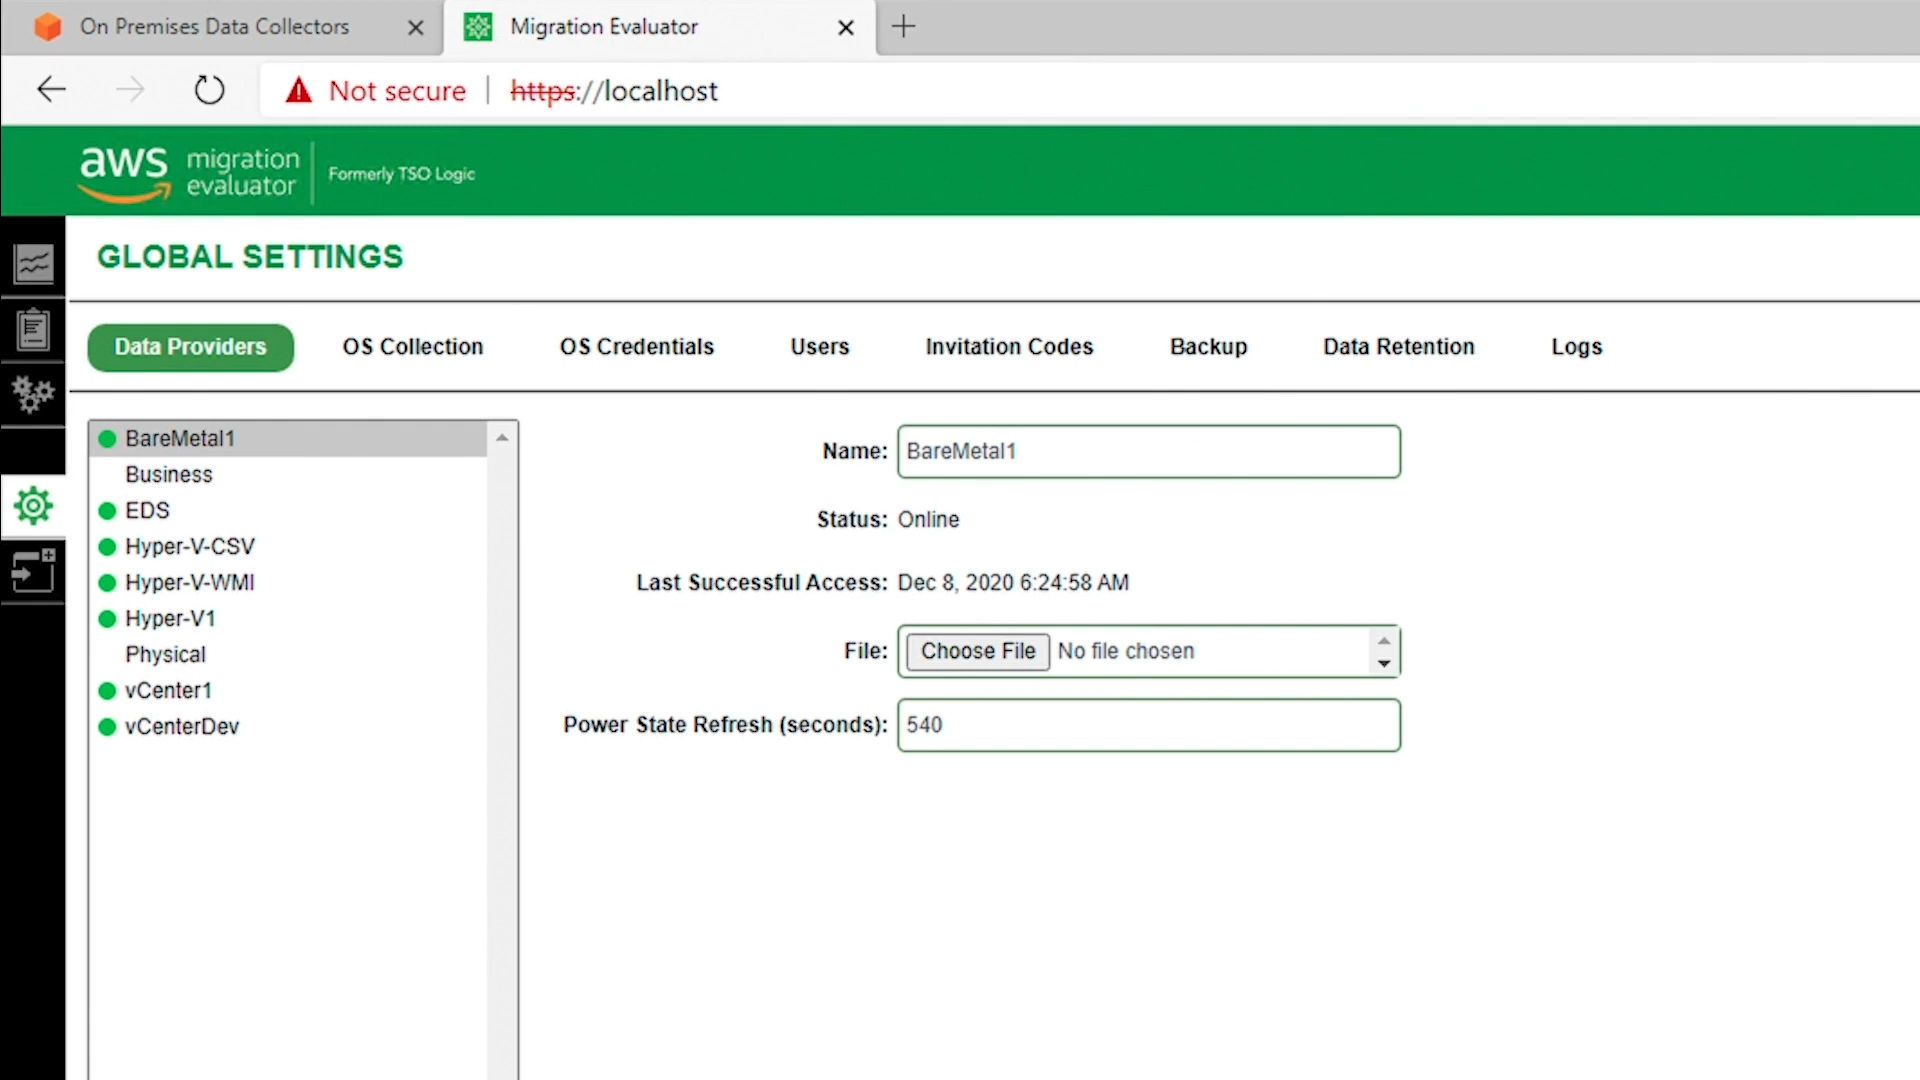 On Premises Data Collectors
Migration Evaluator
Not secure
https://localhost
aws migration evaluator
Formerly TSO Logic
GLOBAL SETTINGS
Data Providers
OS Collection
OS Credentials
Users
Invitation Codes
Backup
Data Retention
Logs
BareMetal1
Business
EDS
Hyper-V-CSV
Hyper-V-WMI
Hyper-V1
Physical
vCenter1
vCenterDev
Name: BareMetal1
Status: Online
Last Successful Access: Dec 8, 2020 6:24:58 AM
File: Choose File No file chosen
Power State Refresh (seconds): 540